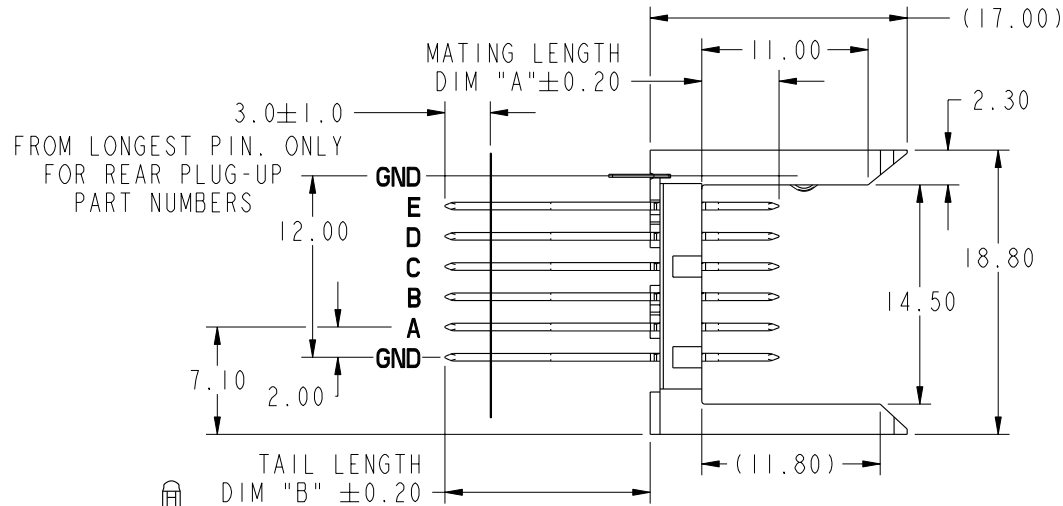 (17.00)
MATING LENGTH
DIM "A"±0.20
11.00
3.0±1.0
2.30
FROM LONGEST PIN. ONLY
FOR REAR PLUG-UP
PART NUMBERS
GND
E
D
12.00
C
18.80
B
14.50
A
GND
7.10
2.00
TAIL LENGTH
DIM "B" ±0.20
(11.80)
H